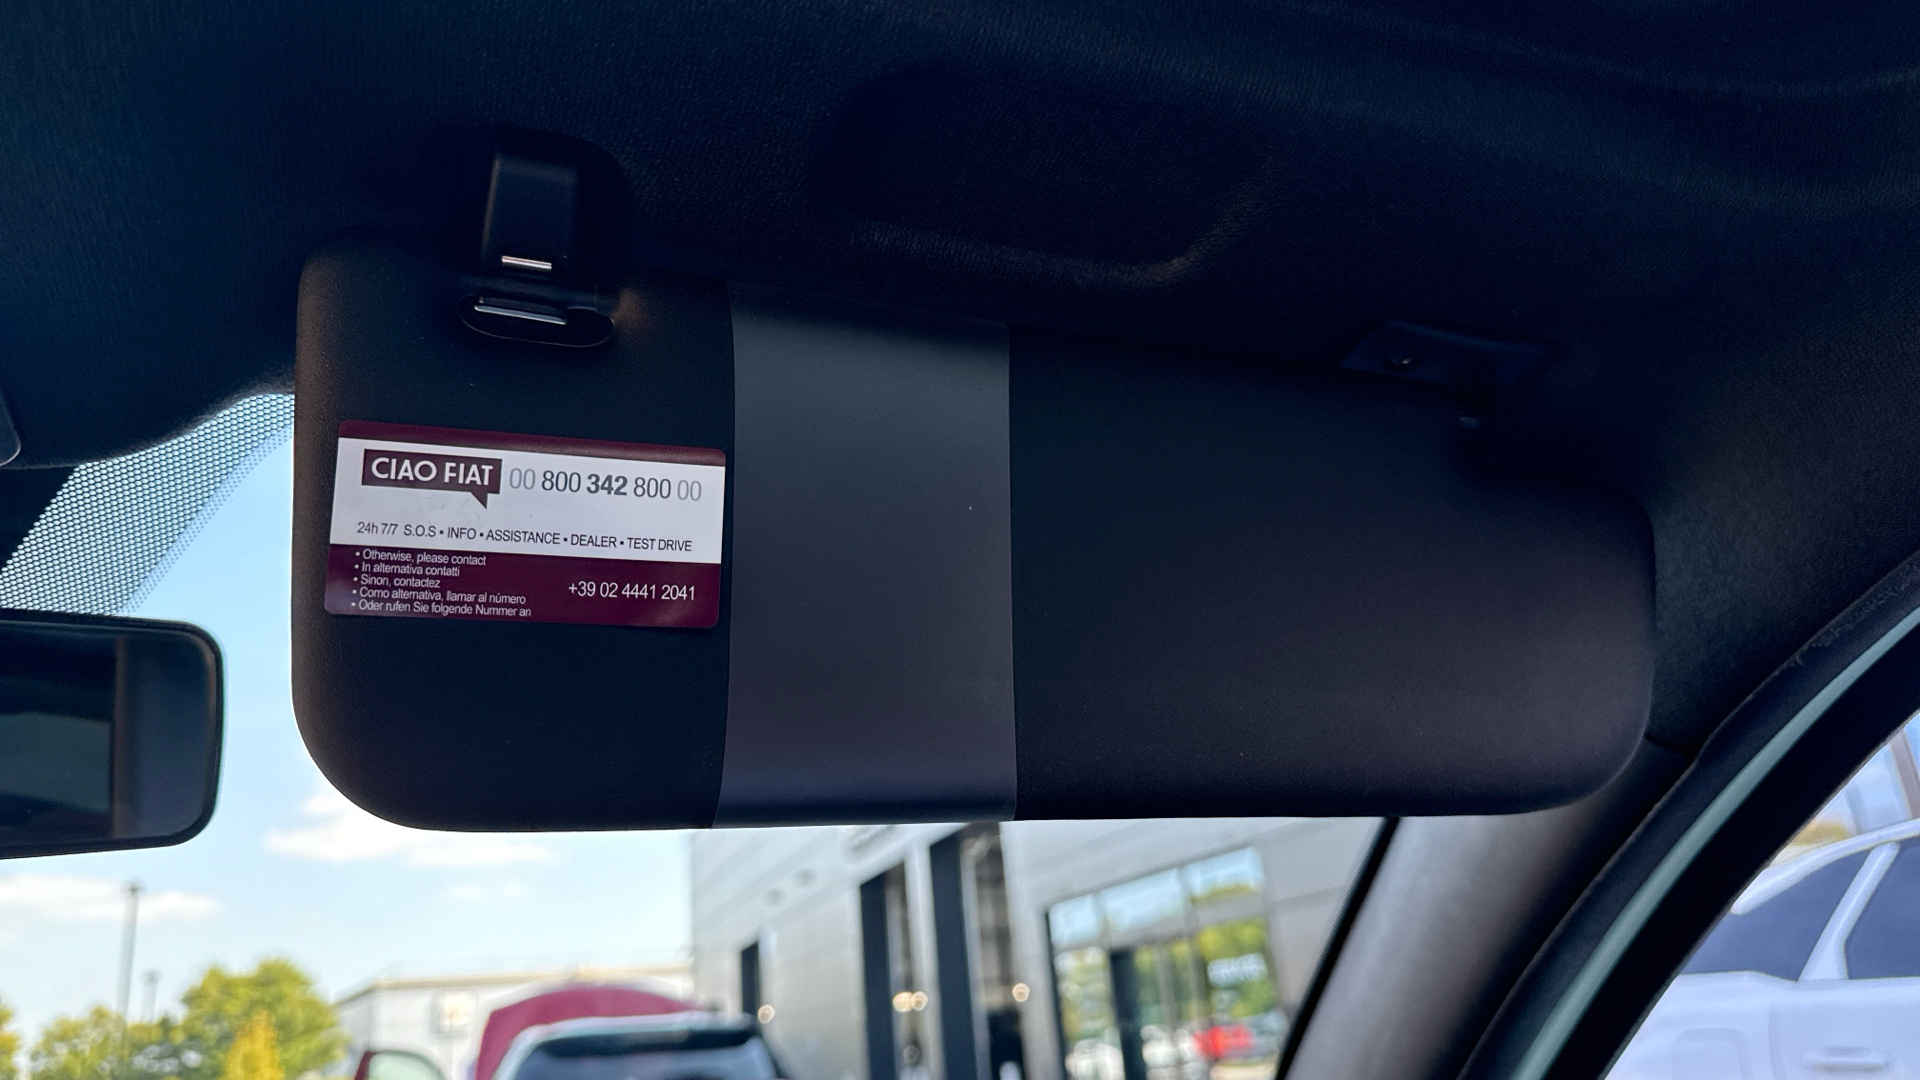 CIAO FIAT 00 800 342 800 00
24h 7/7 S.O.S ▪ INFO ▪ ASSISTANCE ▪ DEALER ▪ TEST DRIVE
• Otherwise, please contact
• In alternativa contatti
• Sinon, contactez
• Como alternativa, llamar al número
• Oder rufen Sie folgende Nummer an
+39 02 4441 2041